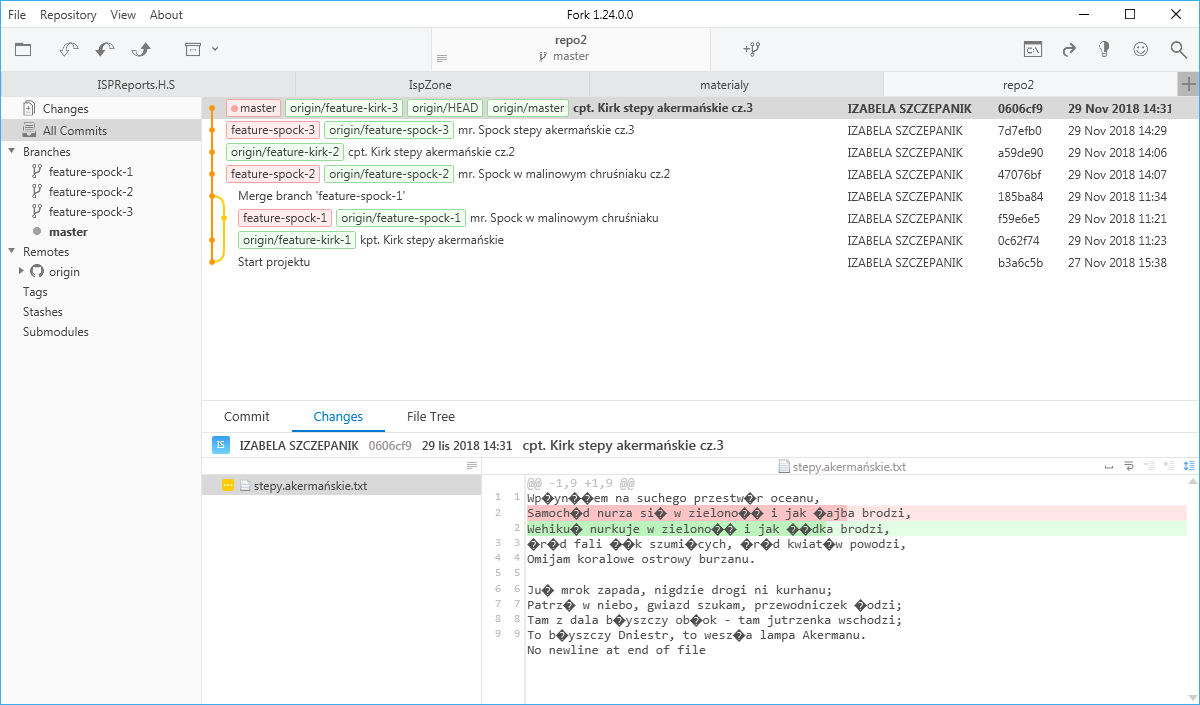 File Repository View About Fork 1.24.0.0
repo2
master
ISPReports.H.S IspZone materialy repo2
Changes
All Commits
Branches
feature-spock-1
feature-spock-2
feature-spock-3
master
Remotes
origin
Tags
Stashes
Submodules
master origin/feature-kirk-3 origin/HEAD origin/master cpt. Kirk stepy akermańskie cz.3 IZABELA SZCZEPANIK 0606cf9 29 Nov 2018 14:31
feature-spock-3 origin/feature-spock-3 mr. Spock stepy akermańskie cz.3 IZABELA SZCZEPANIK 7d7efb0 29 Nov 2018 14:29
origin/feature-kirk-2 cpt. Kirk stepy akermańskie cz.2 IZABELA SZCZEPANIK a59de90 29 Nov 2018 14:06
feature-spock-2 origin/feature-spock-2 mr. Spock w malinowym chruśniaku cz.2 IZABELA SZCZEPANIK 47076bf 29 Nov 2018 14:07
Merge branch 'feature-spock-1' IZABELA SZCZEPANIK 185ba84 29 Nov 2018 11:34
feature-spock-1 origin/feature-spock-1 mr. Spock w malinowym chruśniaku IZABELA SZCZEPANIK f59e6e5 29 Nov 2018 11:21
origin/feature-kirk-1 kpt. Kirk stepy akermańskie IZABELA SZCZEPANIK 0c62f74 29 Nov 2018 11:23
Start projektu IZABELA SZCZEPANIK b3a6c5b 27 Nov 2018 15:38
Commit Changes File Tree
IS IZABELA SZCZEPANIK 0606cf9 29 lis 2018 14:31 cpt. Kirk stepy akermańskie cz.3
stepy.akermańskie.txt
stepy.akermańskie.txt
@@ -1,9 +1,9 @@
1 1 Wp�yn��em na suchego przestw�r oceanu,
2 Samoch�d nurza si� w zielono�� i jak �ajba brodzi,
2 Wehiku� nurkuje w zielono�� i jak ��dka brodzi,
3 3 �r�d fali ��k szumi�cych, �r�d kwiat�w powodzi,
4 4 Omijam koralowe ostrowy burzanu.
5 5
6 6 Ju� mrok zapada, nigdzie drogi ni kurhanu;
7 7 Patrz� w niebo, gwiazd szukam, przewodniczek �odzi;
8 8 Tam z dala b�yszczy ob�ok - tam jutrzenka wschodzi;
9 9 To b�yszczy Dniestr, to wesz�a lampa Akermanu.
No newline at end of file